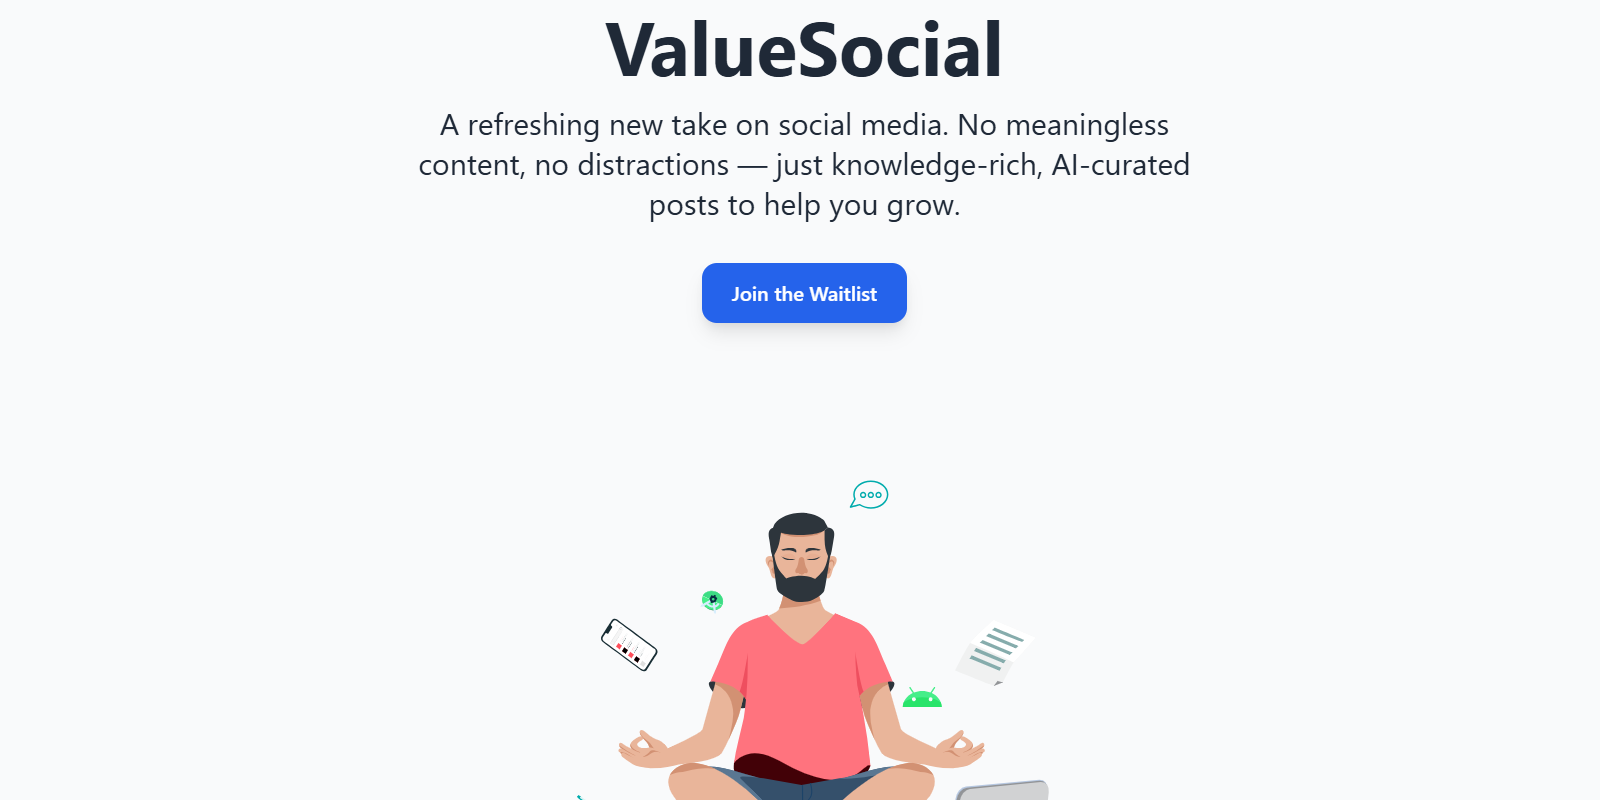 ValueSocial
A refreshing new take on social media. No meaningless
content, no distractions — just knowledge-rich, AI-curated
posts to help you grow.
Join the Waitlist